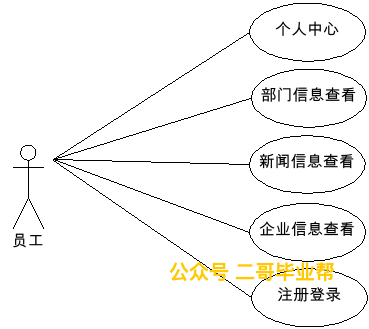 个人中心
部门信息查看
新闻信息查看
员工
企业信息查看
公众号 二哥毕业帮
注册登录